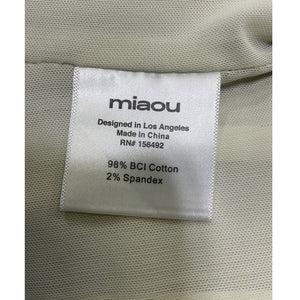 miaou
Designed in Los Angeles
Made in China
RN# 156492
98% BCI Cotton
2% Spandex